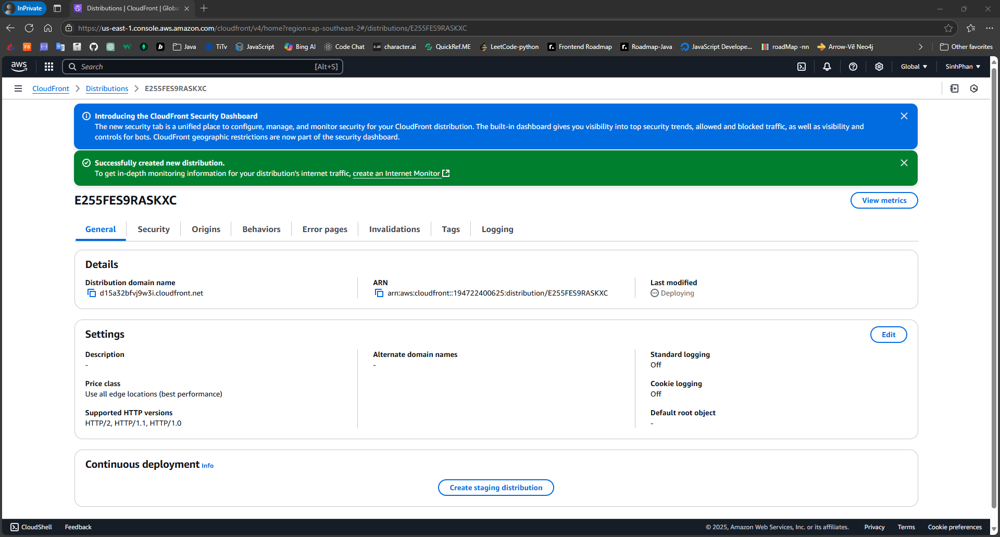 InPrivate
Distributions | CloudFront | Globa
https://us-east-1.console.aws.amazon.com/cloudfront/v4/home?region=ap-southeast-2#/distributions/E255FES9RASKXC
F8 Java TiTv JavaScript Bing AI Code Chat c.ai character.ai QuickRef.ME LeetCode-python r. Frontend Roadmap r. Roadmap-Java JavaScript Develope... roadMap -nn Arrow-Vẽ Neo4j Other favorites
aws Search [Alt+S] Global SinhPhan
CloudFront Distributions E255FES9RASKXC
Introducing the CloudFront Security Dashboard
The new security tab is a unified place to configure, manage, and monitor security for your CloudFront distribution. The built-in dashboard gives you visibility into top security trends, allowed and blocked traffic, as well as visibility and
controls for bots. CloudFront geographic restrictions are now part of the security dashboard.
Successfully created new distribution.
To get in-depth monitoring information for your distribution's internet traffic, create an Internet Monitor
E255FES9RASKXC
View metrics
General Security Origins Behaviors Error pages Invalidations Tags Logging
Details
Distribution domain name
d15a32bfvj9w3i.cloudfront.net
ARN
arn:aws:cloudfront::194722400625:distribution/E255FES9RASKXC
Last modified
Deploying
Settings
Edit
Description
-
Price class
Use all edge locations (best performance)
Supported HTTP versions
HTTP/2, HTTP/1.1, HTTP/1.0
Alternate domain names
-
Standard logging
Off
Cookie logging
Off
Default root object
-
Continuous deployment Info
Create staging distribution
CloudShell Feedback © 2025, Amazon Web Services, Inc. or its affiliates. Privacy Terms Cookie preferences